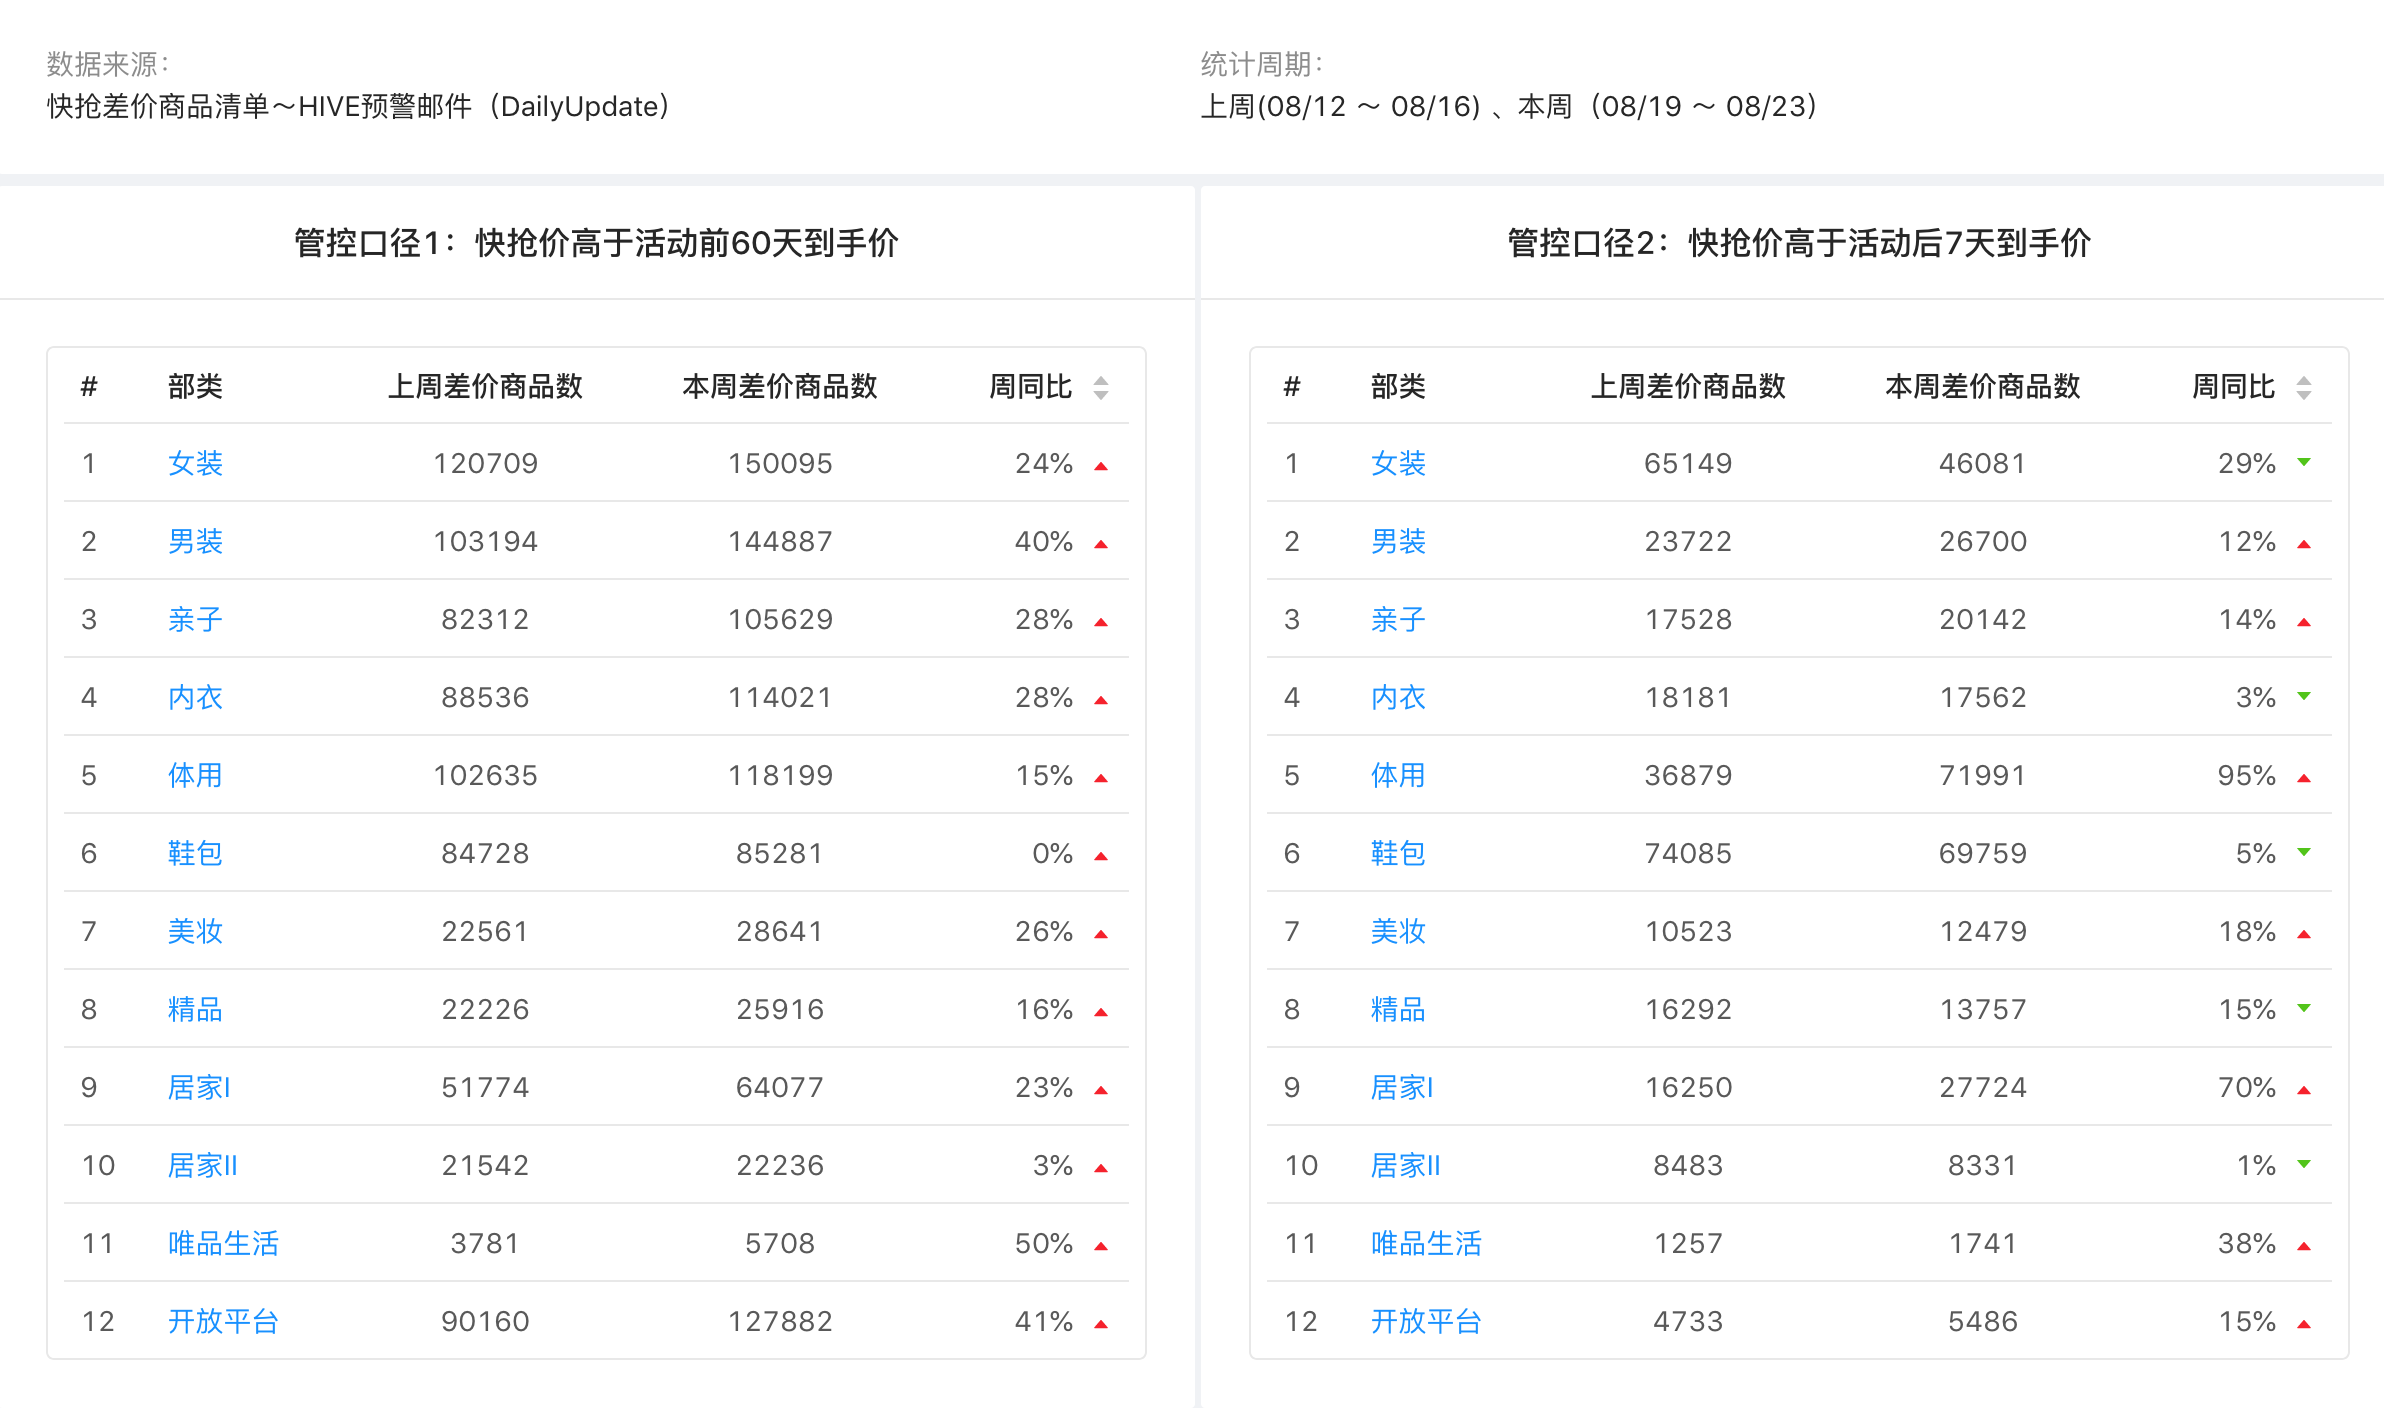 数据来源：
快抢差价商品清单～HIVE预警邮件（DailyUpdate）
统计周期：
上周(08/12 ～ 08/16) 、本周（08/19 ～ 08/23）
管控口径1：快抢价高于活动前60天到手价
# 部类 上周差价商品数 本周差价商品数 周同比
1 女装 120709 150095 24%
2 男装 103194 144887 40%
3 亲子 82312 105629 28%
4 内衣 88536 114021 28%
5 体用 102635 118199 15%
6 鞋包 84728 85281 0%
7 美妆 22561 28641 26%
8 精品 22226 25916 16%
9 居家I 51774 64077 23%
10 居家II 21542 22236 3%
11 唯品生活 3781 5708 50%
12 开放平台 90160 127882 41%
管控口径2：快抢价高于活动后7天到手价
# 部类 上周差价商品数 本周差价商品数 周同比
1 女装 65149 46081 29%
2 男装 23722 26700 12%
3 亲子 17528 20142 14%
4 内衣 18181 17562 3%
5 体用 36879 71991 95%
6 鞋包 74085 69759 5%
7 美妆 10523 12479 18%
8 精品 16292 13757 15%
9 居家I 16250 27724 70%
10 居家II 8483 8331 1%
11 唯品生活 1257 1741 38%
12 开放平台 4733 5486 15%